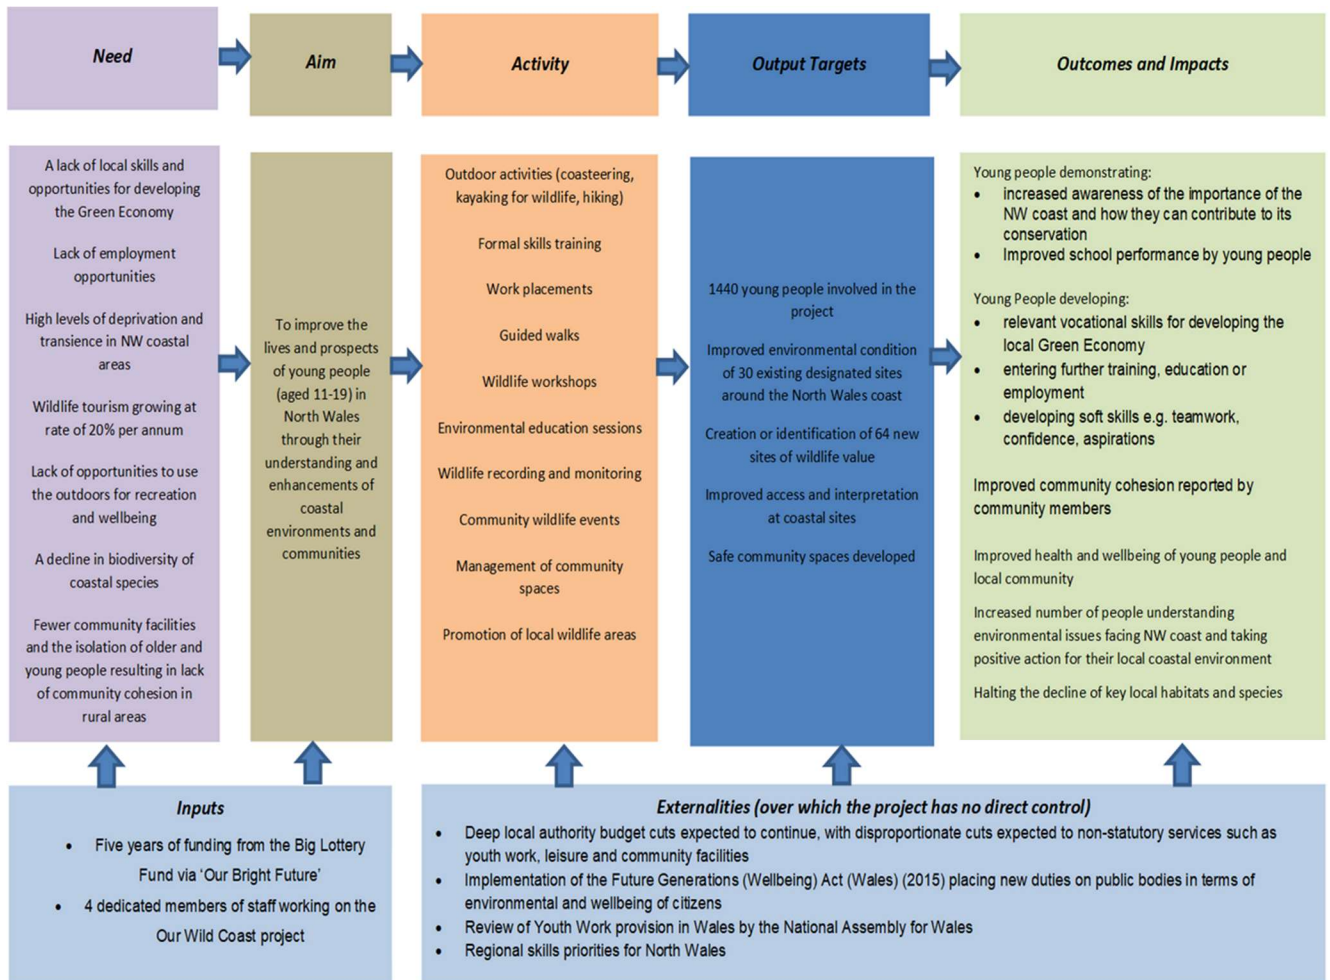 Need
Aim
Activity
Output Targets
Outcomes and Impacts
A lack of local skills and
opportunities for developing
the Green Economy
Lack of employment
opportunities
High levels of deprivation and
transience in NW coastal
areas
Wildlife tourism growing at
rate of 20% per annum
Lack of opportunities to use
the outdoors for recreation
and wellbeing
A decline in biodiversity of
coastal species
Fewer community facilities
and the isolation of older and
young people resulting in lack
of community cohesion in
rural areas
To improve the
lives and prospects
of young people
(aged 11-19) in
North Wales
through their
understanding and
enhancements of
coastal
environments and
communities
Outdoor activities (coasteering,
kayaking for wildlife, hiking)
Formal skills training
Work placements
Guided walks
Wildlife workshops
Environmental education sessions
Wildlife recording and monitoring
Community wildlife events
Management of community
spaces
Promotion of local wildlife areas
1440 young people involved in the
project
Improved environmental condition
of 30 existing designated sites
around the North Wales coast
Creation or identification of 64 new
sites of wildlife value
Improved access and interpretation
at coastal sites
Safe community spaces developed
Young people demonstrating:
• increased awareness of the importance of the
NW coast and how they can contribute to its
conservation
• Improved school performance by young people
Young People developing:
• relevant vocational skills for developing the
local Green Economy
• entering further training, education or
employment
• developing soft skills e.g. teamwork,
confidence, aspirations
Improved community cohesion reported by
community members
Improved health and wellbeing of young people and
local community
Increased number of people understanding
environmental issues facing NW coast and taking
positive action for their local coastal environment
Halting the decline of key local habitats and species
Inputs
• Five years of funding from the Big Lottery
Fund via 'Our Bright Future'
• 4 dedicated members of staff working on the
Our Wild Coast project
Externalities (over which the project has no direct control)
• Deep local authority budget cuts expected to continue, with disproportionate cuts expected to non-statutory services such as
youth work, leisure and community facilities
• Implementation of the Future Generations (Wellbeing) Act (Wales) (2015) placing new duties on public bodies in terms of
environmental and wellbeing of citizens
• Review of Youth Work provision in Wales by the National Assembly for Wales
• Regional skills priorities for North Wales